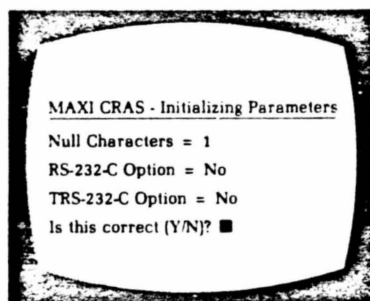 MAXI CRAS - Initializing Parameters
Null Characters = 1
RS-232-C Option = No
TRS-232-C Option = No
Is this correct (Y/N)? ■